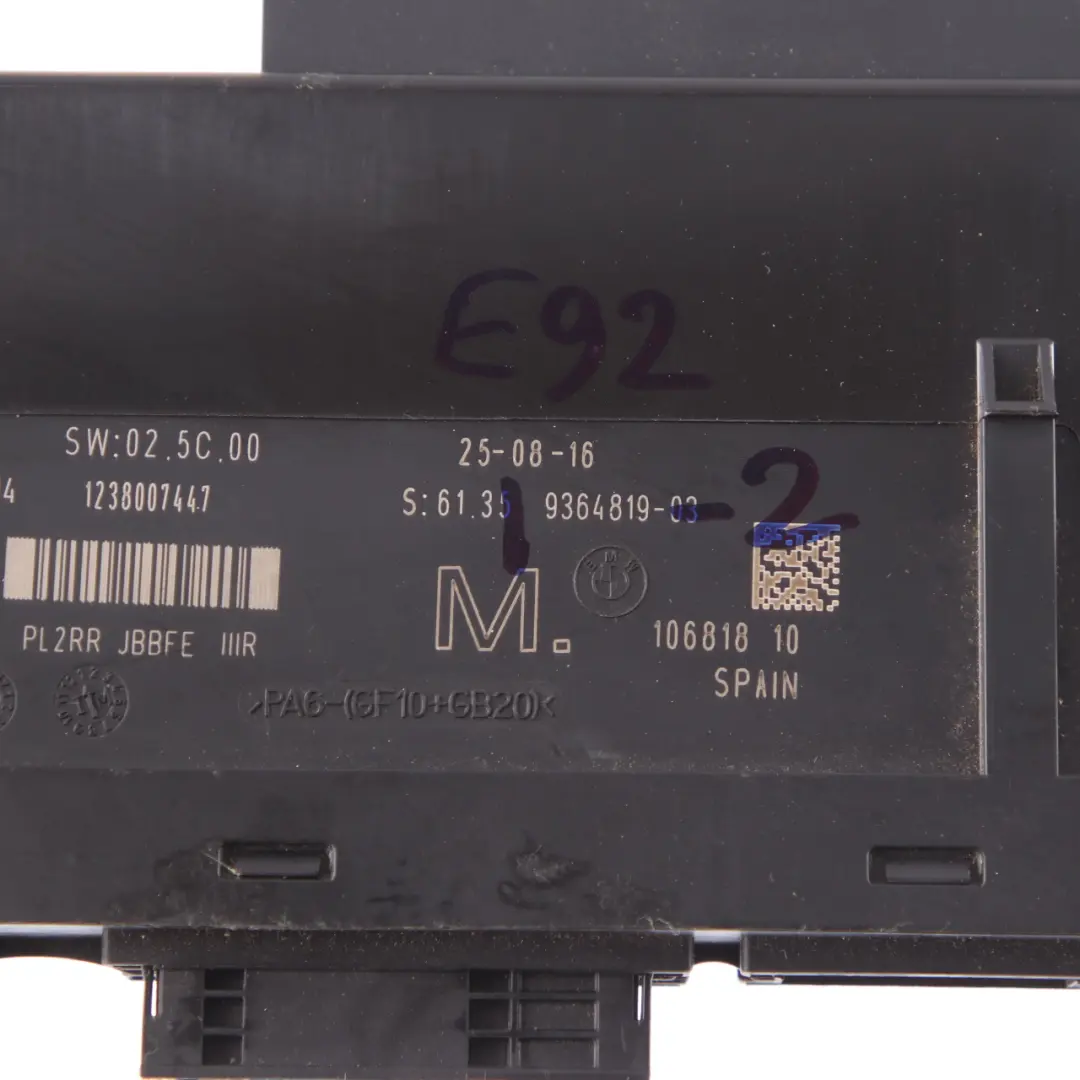 E92
SW:02.5C.00
25-08-16
1 -2
1238007447
S:61.35 9364819-03
BMW
M.
PL2RR JBBFE IIIR
106818 10
SPAIN
>PA6-(GF10+GB20)<